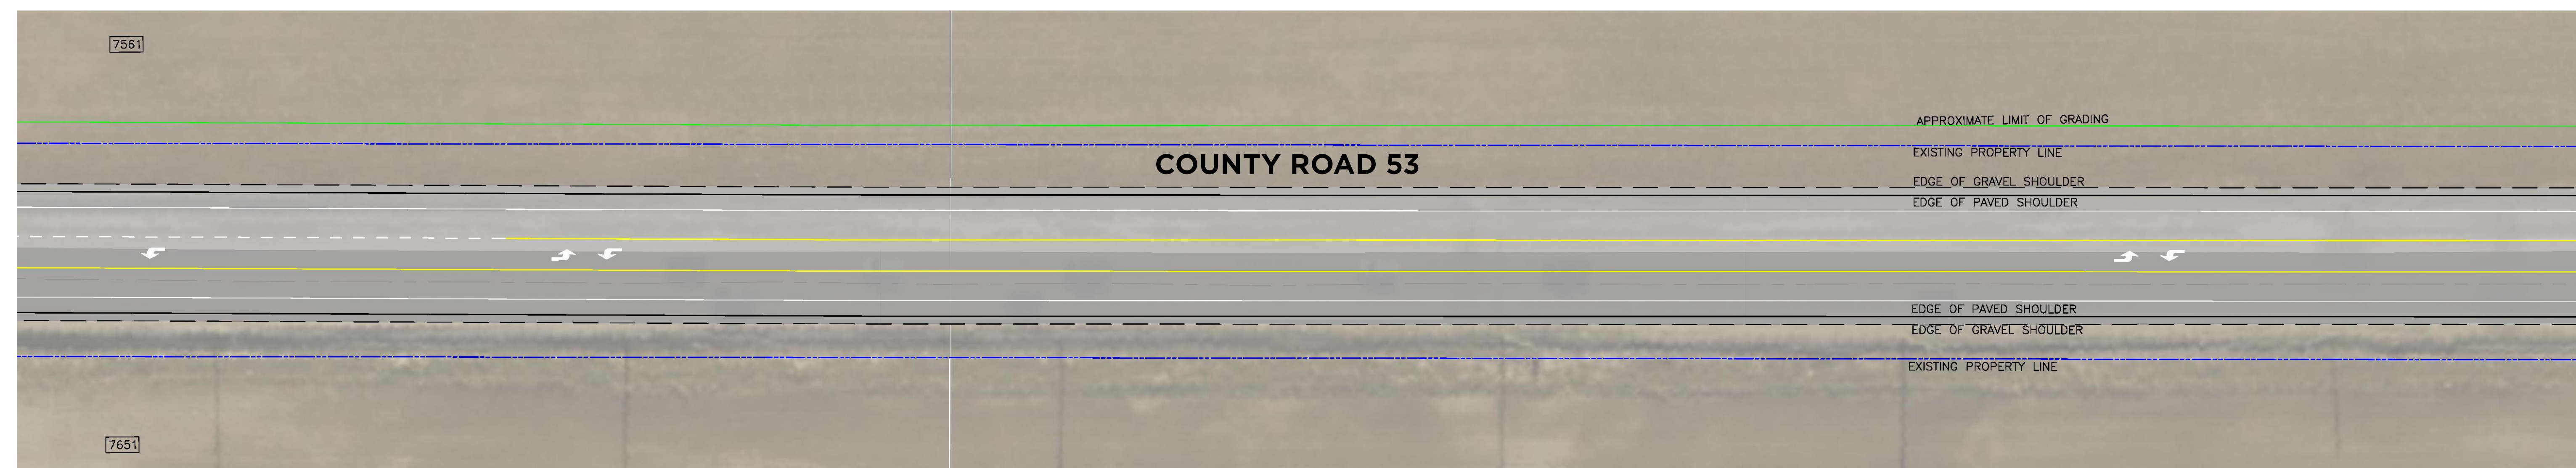 7561
APPROXIMATE LIMIT OF GRADING
EXISTING PROPERTY LINE
COUNTY ROAD 53
EDGE OF GRAVEL SHOULDER
EDGE OF PAVED SHOULDER
EDGE OF PAVED SHOULDER
EDGE OF GRAVEL SHOULDER
EXISTING PROPERTY LINE
7651